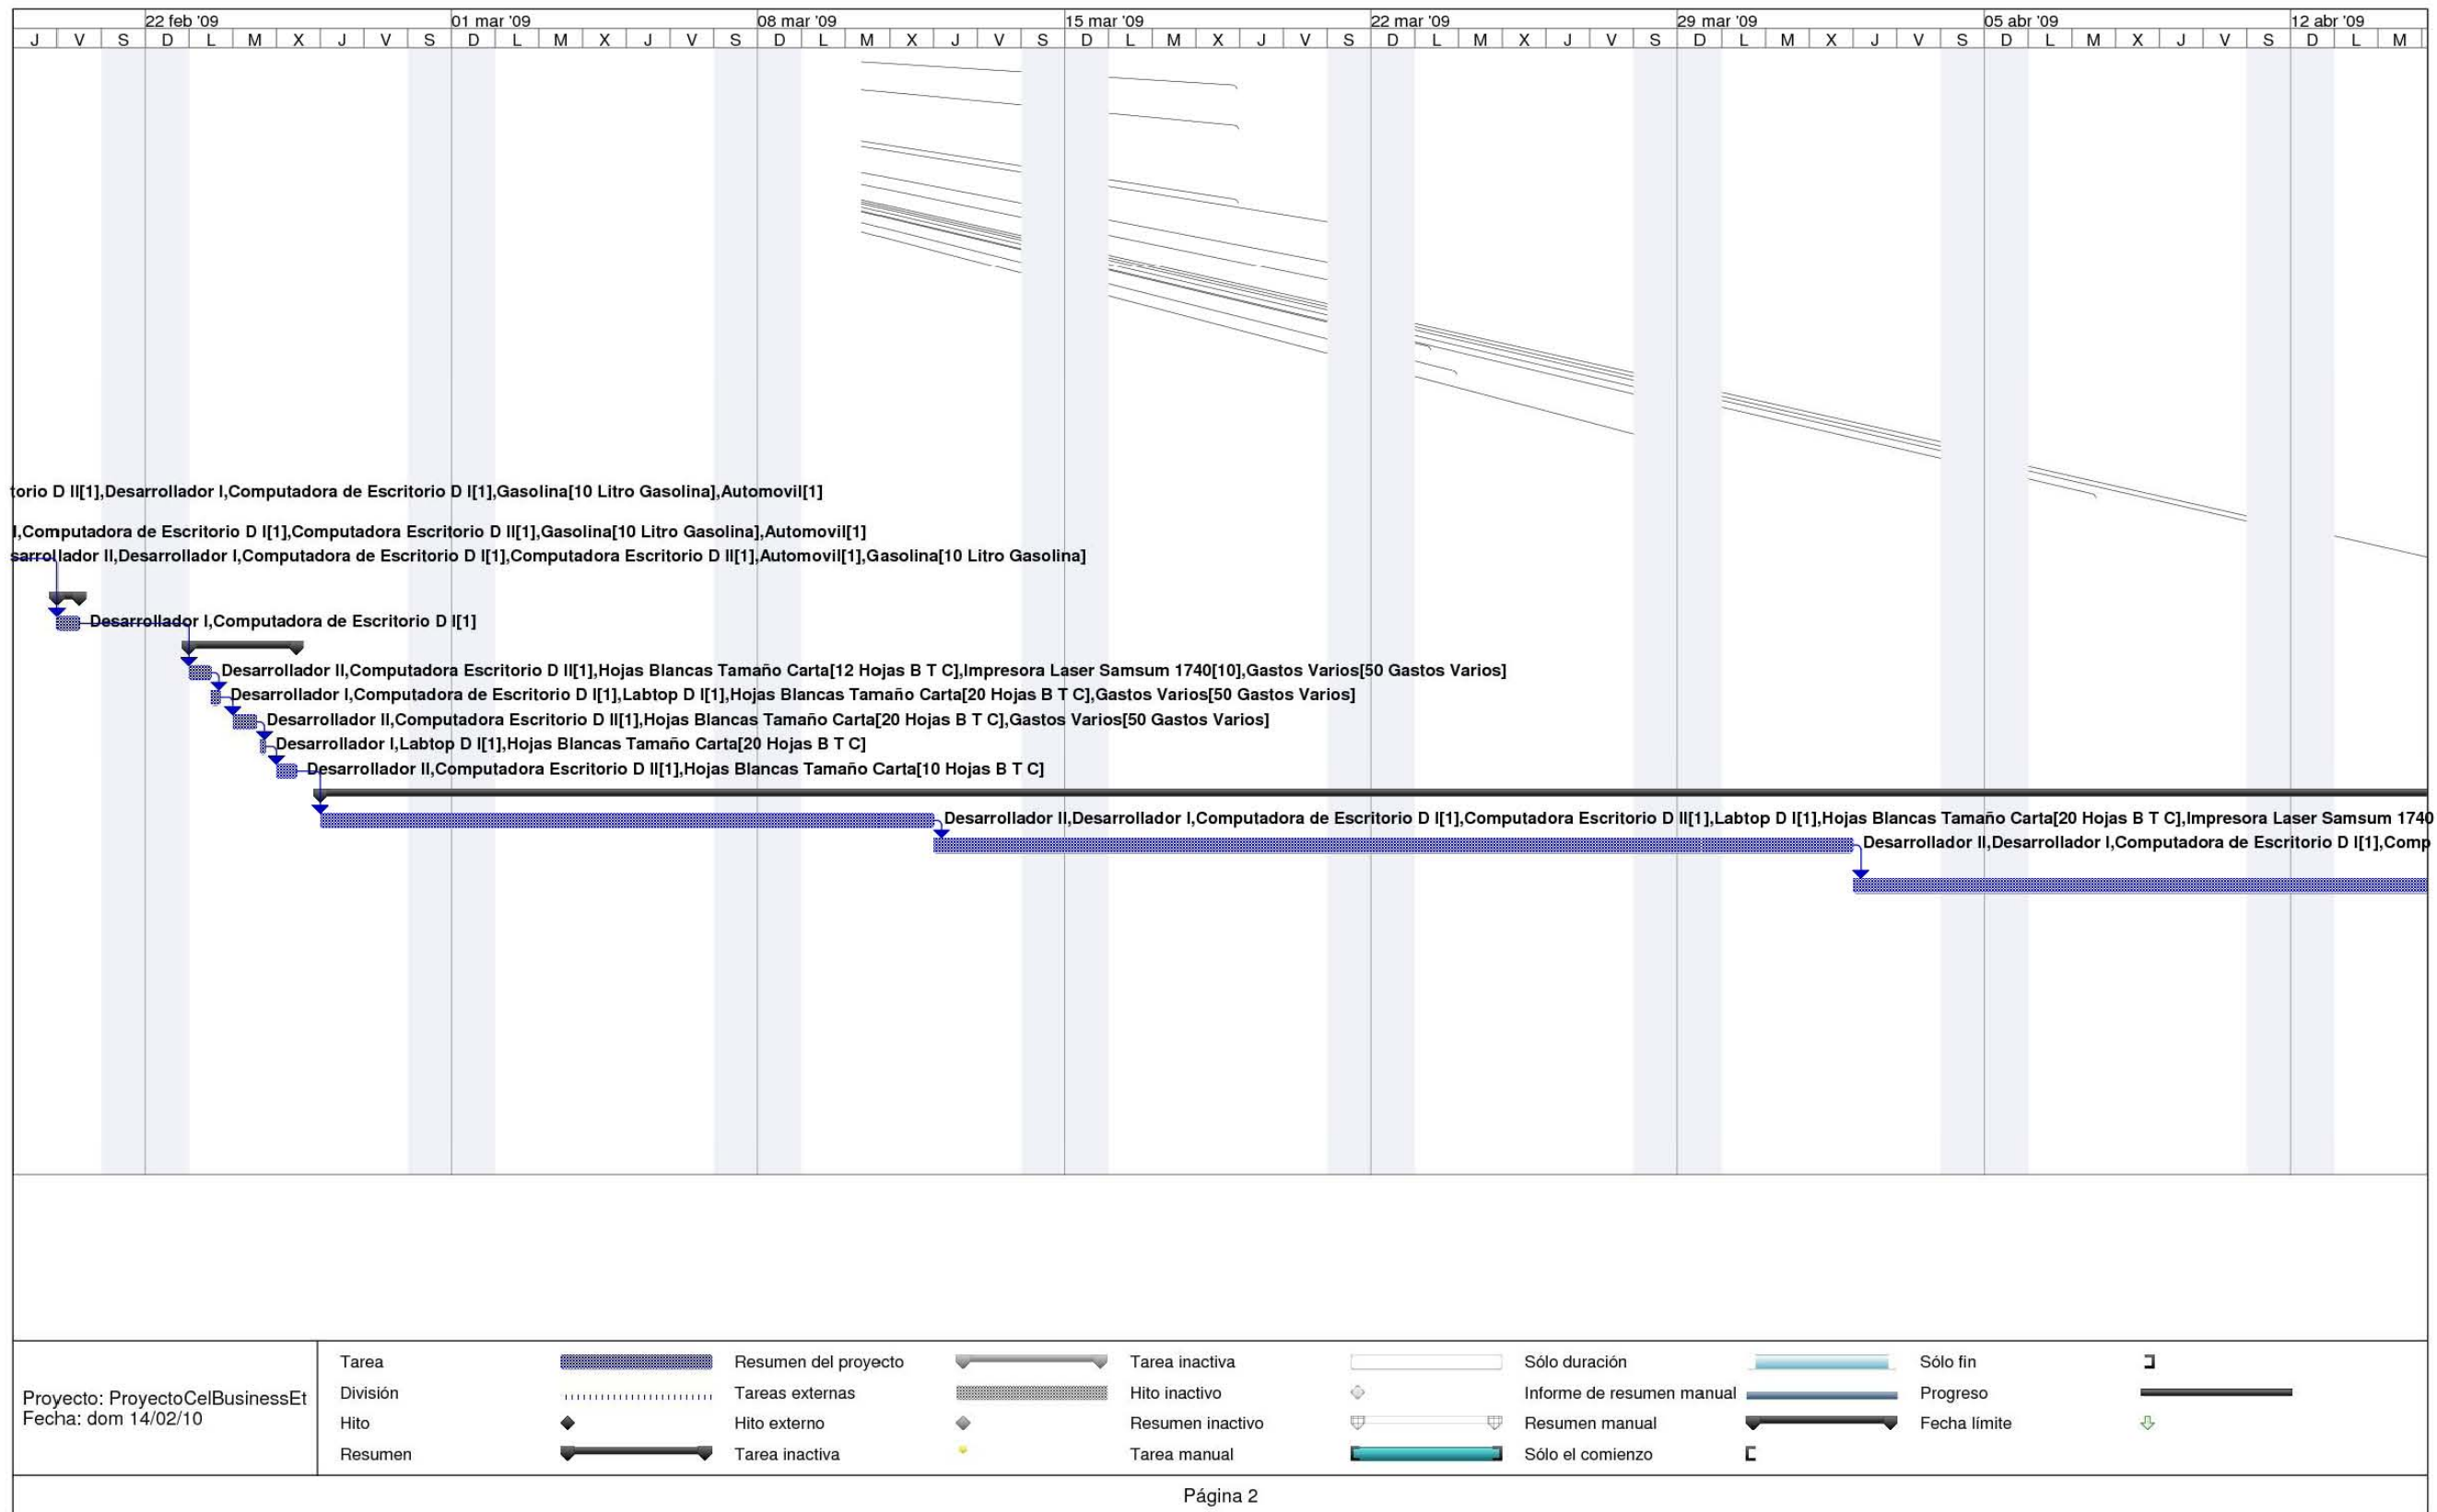 22 feb '09 01 mar '09 08 mar '09 15 mar '09 22 mar '09 29 mar '09 05 abr '09 12 abr '09
J V S D L M X J V S D L M X J V S D L M X J V S D L M X J V S D L M X J V S D L M X J V S D L M X J V S D L M
torio D II[1],Desarrollador I,Computadora de Escritorio D I[1],Gasolina[10 Litro Gasolina],Automovil[1]
I,Computadora de Escritorio D I[1],Computadora Escritorio D II[1],Gasolina[10 Litro Gasolina],Automovil[1]
sarrollador II,Desarrollador I,Computadora de Escritorio D I[1],Computadora Escritorio D II[1],Automovil[1],Gasolina[10 Litro Gasolina]
Desarrollador I,Computadora de Escritorio D I[1]
Desarrollador II,Computadora Escritorio D II[1],Hojas Blancas Tamaño Carta[12 Hojas B T C],Impresora Laser Samsum 1740[10],Gastos Varios[50 Gastos Varios]
Desarrollador I,Computadora de Escritorio D I[1],Labtop D I[1],Hojas Blancas Tamaño Carta[20 Hojas B T C],Gastos Varios[50 Gastos Varios]
Desarrollador II,Computadora Escritorio D II[1],Hojas Blancas Tamaño Carta[20 Hojas B T C],Gastos Varios[50 Gastos Varios]
Desarrollador I,Labtop D I[1],Hojas Blancas Tamaño Carta[20 Hojas B T C]
Desarrollador II,Computadora Escritorio D II[1],Hojas Blancas Tamaño Carta[10 Hojas B T C]
Desarrollador II,Desarrollador I,Computadora de Escritorio D I[1],Computadora Escritorio D II[1],Labtop D I[1],Hojas Blancas Tamaño Carta[20 Hojas B T C],Impresora Laser Samsum 1740
Desarrollador II,Desarrollador I,Computadora de Escritorio D I[1],Comp
Proyecto: ProyectoCelBusinessEt
Fecha: dom 14/02/10
Tarea Resumen del proyecto Tarea inactiva Sólo duración Sólo fin
División Tareas externas Hito inactivo Informe de resumen manual Progreso
Hito Hito externo Resumen inactivo Resumen manual Fecha límite
Resumen Tarea inactiva Tarea manual Sólo el comienzo
Página 2